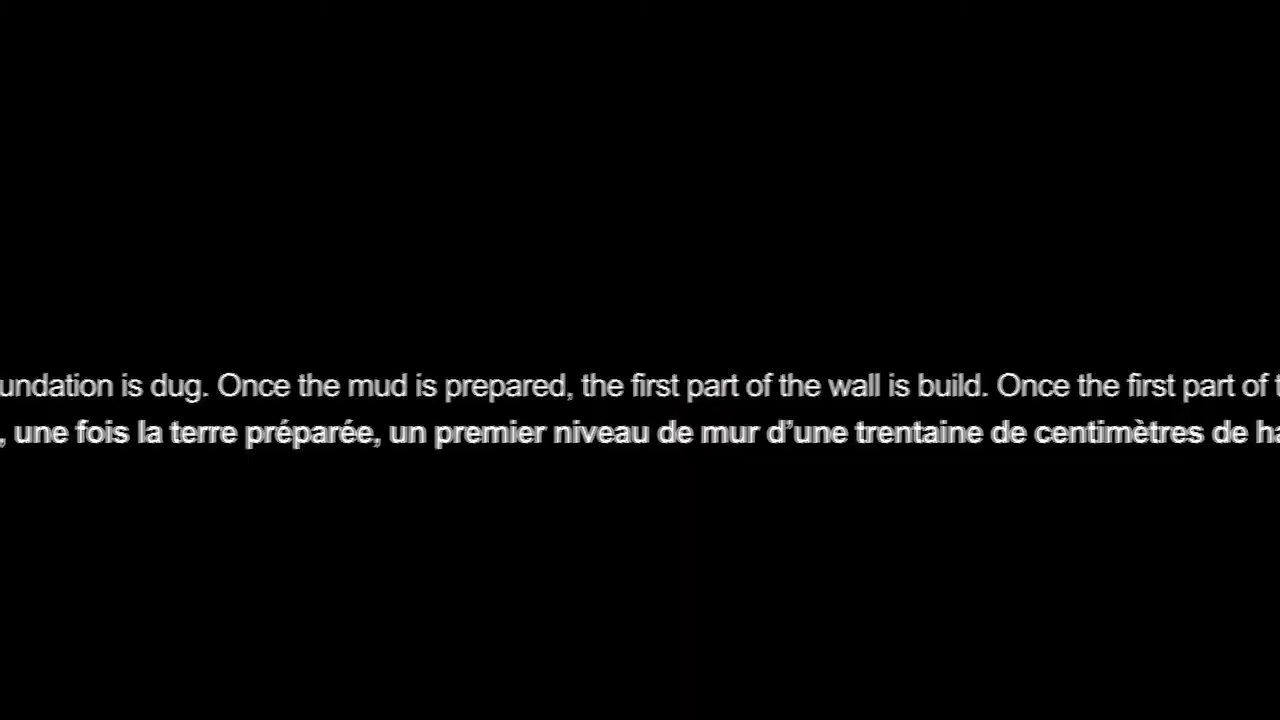 undation is dug. Once the mud is prepared, the first part of the wall is build. Once the first part of
, une fois la terre préparée, un premier niveau de mur d’une trentaine de centimètres de ha